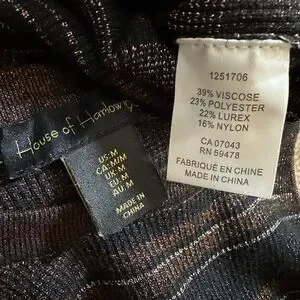 House of Harlow
US:M
CA:M/M
UK:M
EU:M
AU:M
MADE IN
CHINA
1251706
39% VISCOSE
23% POLYESTER
22% LUREX
16% NYLON
CA 07043
RN 59478
FABRIQUÉ EN CHINE
MADE IN CHINA